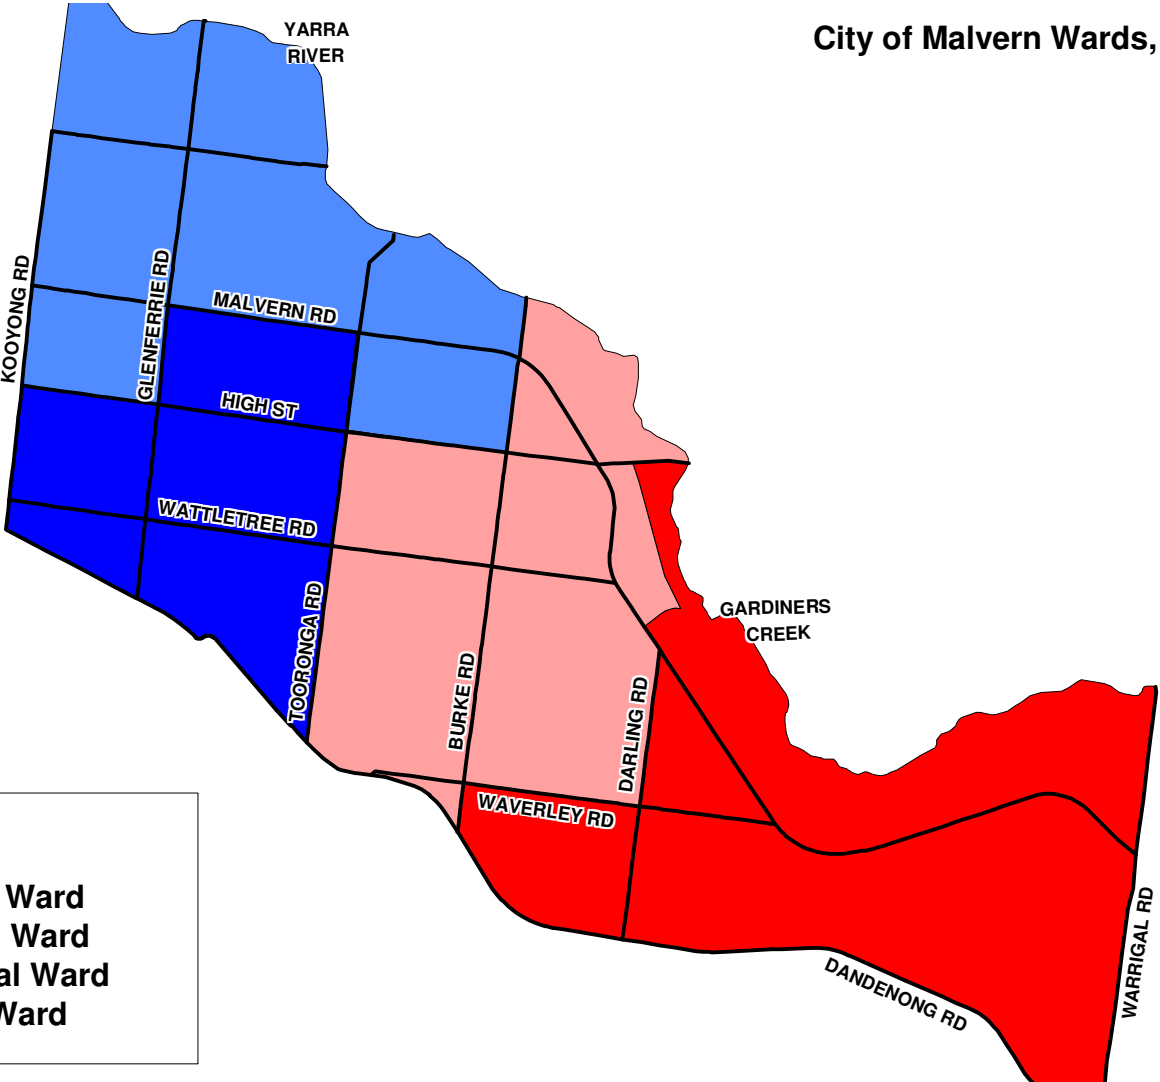 City of Malvern Wards,
YARRA
RIVER
KOOYONG RD
GLENFERRIE RD
MALVERN RD
HIGH ST
WATTLETREE RD
TOORONGA RD
BURKE RD
DARLING RD
GARDINERS
CREEK
WAVERLEY RD
DANDENONG RD
WARRIGAL RD
Ward
Ward
al Ward
Ward